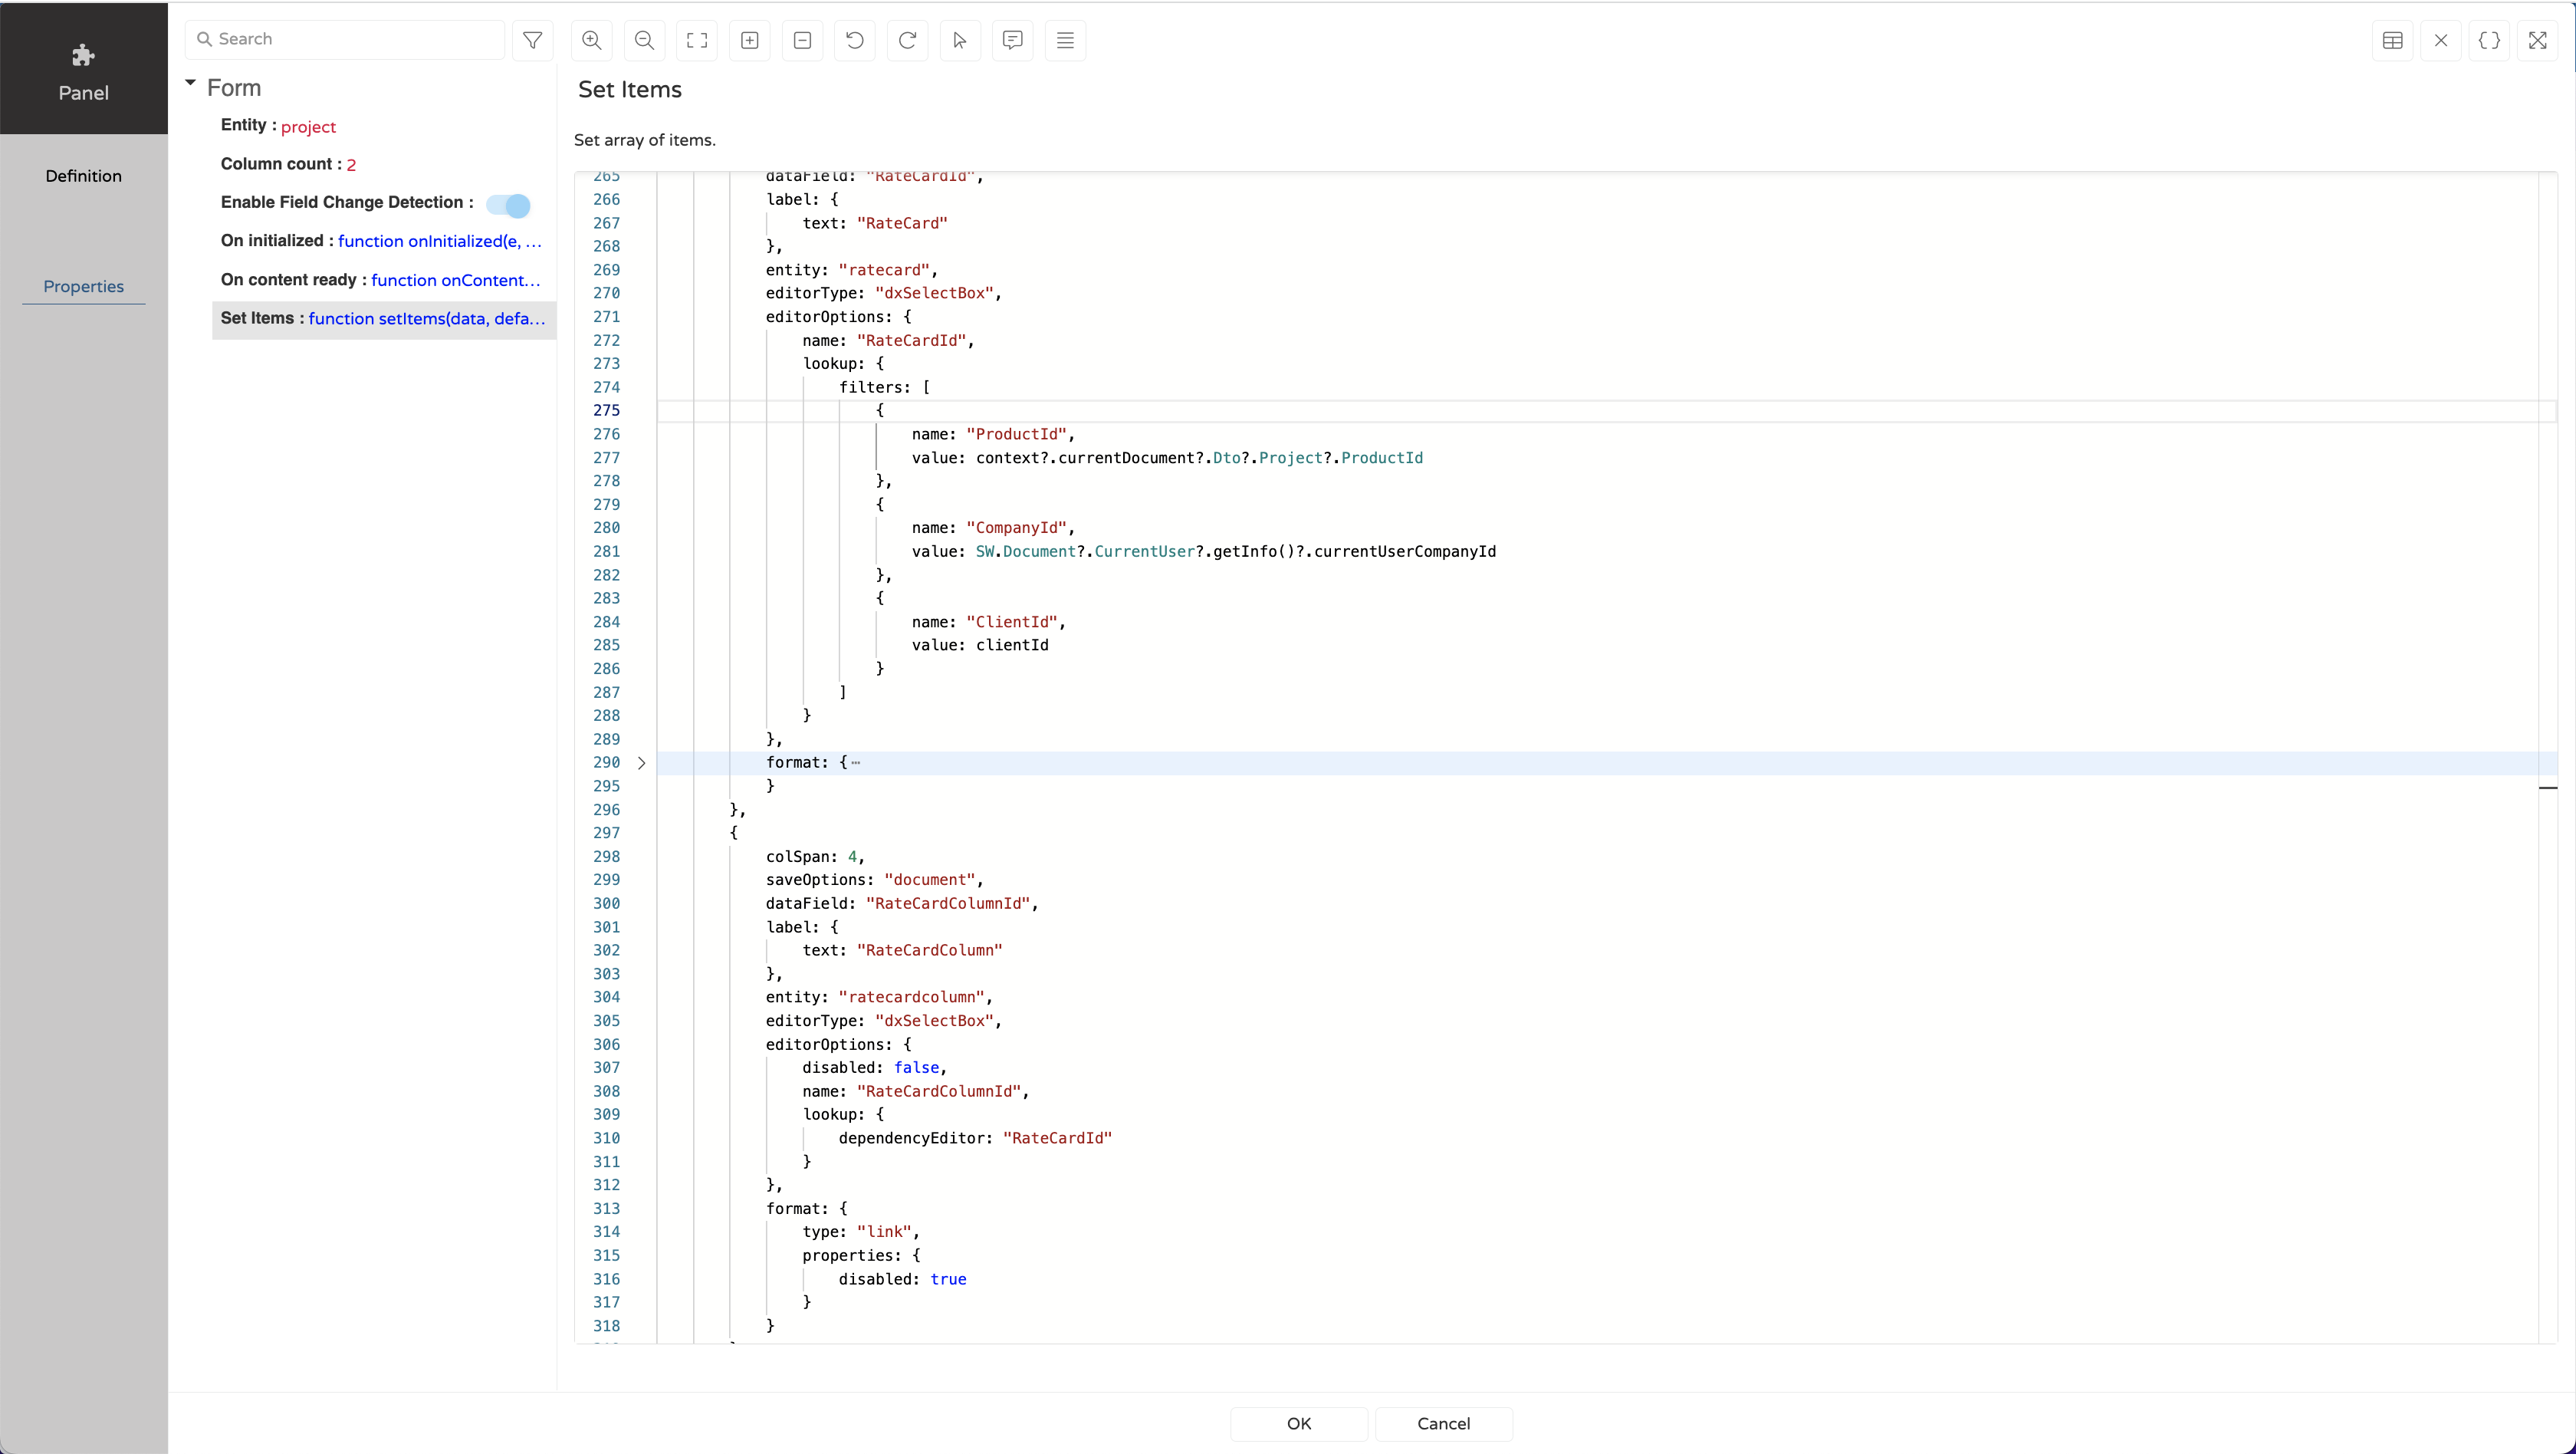 Panel
Definition
Properties
Search
Form
Entity : project
Column count : 2
Enable Field Change Detection :
On initialized : function onInitialized(e, ...
On content ready : function onContent...
Set Items : function setItems(data, defa...
Set Items
Set array of items.
265 dataField: "RateCardId",
266 label: {
267 text: "RateCard"
268 },
269 entity: "ratecard",
270 editorType: "dxSelectBox",
271 editorOptions: {
272 name: "RateCardId",
273 lookup: {
274 filters: [
275 {
276 name: "ProductId",
277 value: context?.currentDocument?.Dto?.Project?.ProductId
278 },
279 {
280 name: "CompanyId",
281 value: SW.Document?.CurrentUser?.getInfo()?.currentUserCompanyId
282 },
283 {
284 name: "ClientId",
285 value: clientId
286 }
287 ]
288 }
289 },
290 format: {⋯
295 }
296 },
297 {
298 colSpan: 4,
299 saveOptions: "document",
300 dataField: "RateCardColumnId",
301 label: {
302 text: "RateCardColumn"
303 },
304 entity: "ratecardcolumn",
305 editorType: "dxSelectBox",
306 editorOptions: {
307 disabled: false,
308 name: "RateCardColumnId",
309 lookup: {
310 dependencyEditor: "RateCardId"
311 }
312 },
313 format: {
314 type: "link",
315 properties: {
316 disabled: true
317 }
318 }
OK
Cancel